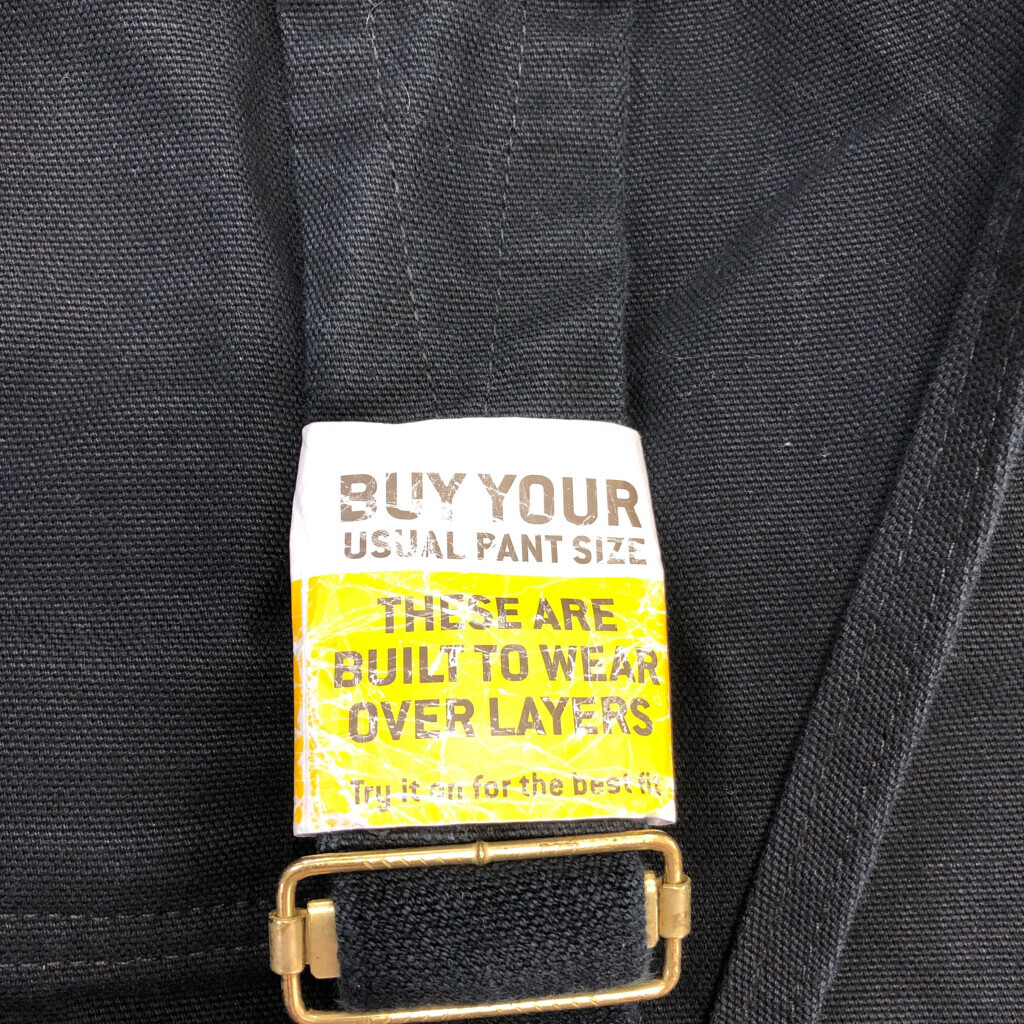 BUY YOUR
USUAL PANT SIZE
THESE ARE
BUILT TO WEAR
OVER LAYERS
Try it on for the best fit